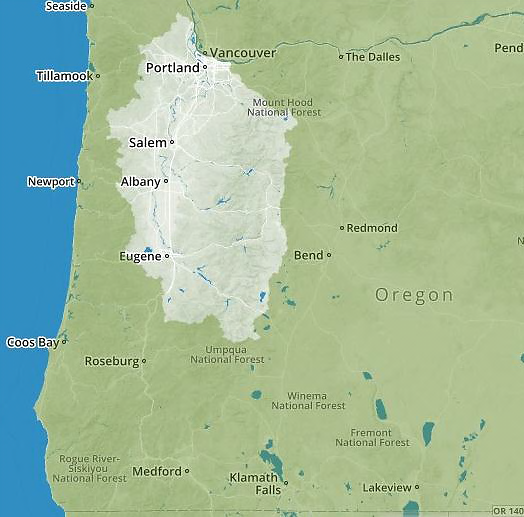 Seaside
Vancouver
The Dalles
Pend
Portland
Tillamook
Mount Hood
National Forest
Salem
Newport
Albany
Redmond
N
Eugene
Bend
Oregon
Coos Bay
Roseburg
Umpqua
National Forest
Winema
National Forest
Fremont
National Forest
Rogue River-
Siskiyou
National Forest
Medford
Klamath
Falls
Lakeview
OR 140